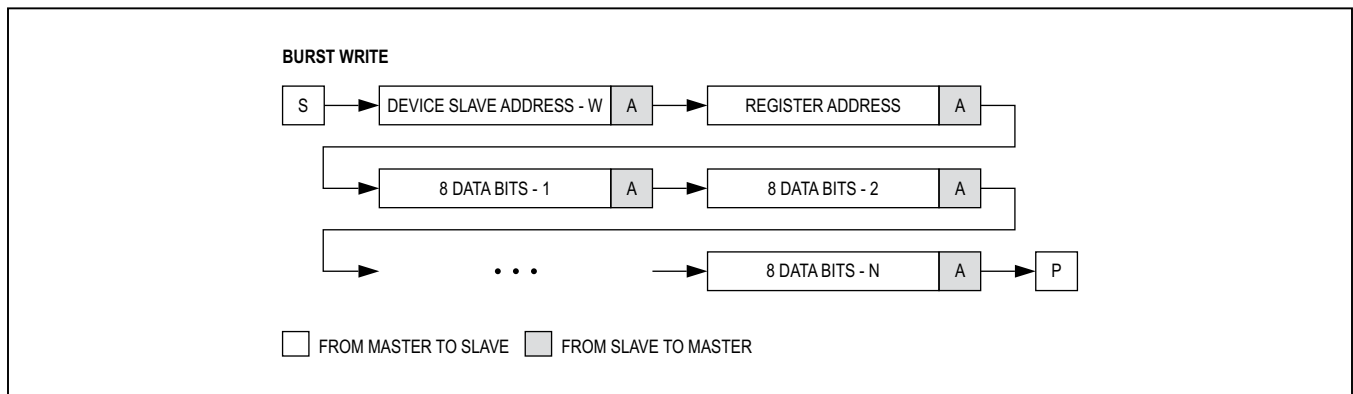 BURST WRITE
S DEVICE SLAVE ADDRESS - W A REGISTER ADDRESS A
8 DATA BITS - 1 A 8 DATA BITS - 2 A
• • • 8 DATA BITS - N A P
FROM MASTER TO SLAVE FROM SLAVE TO MASTER